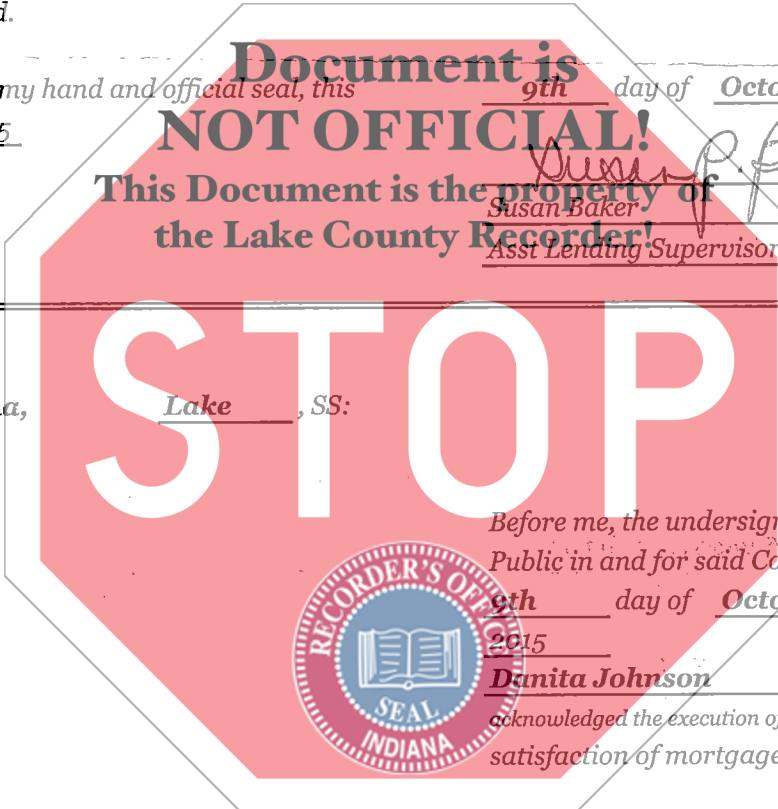 d.
Document is
my hand and official seal, this 9th day of Octo
5
NOT OFFICIAL!
This Document is the property of
Susan Baker
the Lake County Recorder!
Asst Lending Supervisor
STOP
a, Lake , SS:
Before me, the undersign
Public in and for said Co
9th day of Octo
2015
Danita Johnson
acknowledged the execution of
satisfaction of mortgage
RECORDER'S OFFICE
SEAL
INDIANA